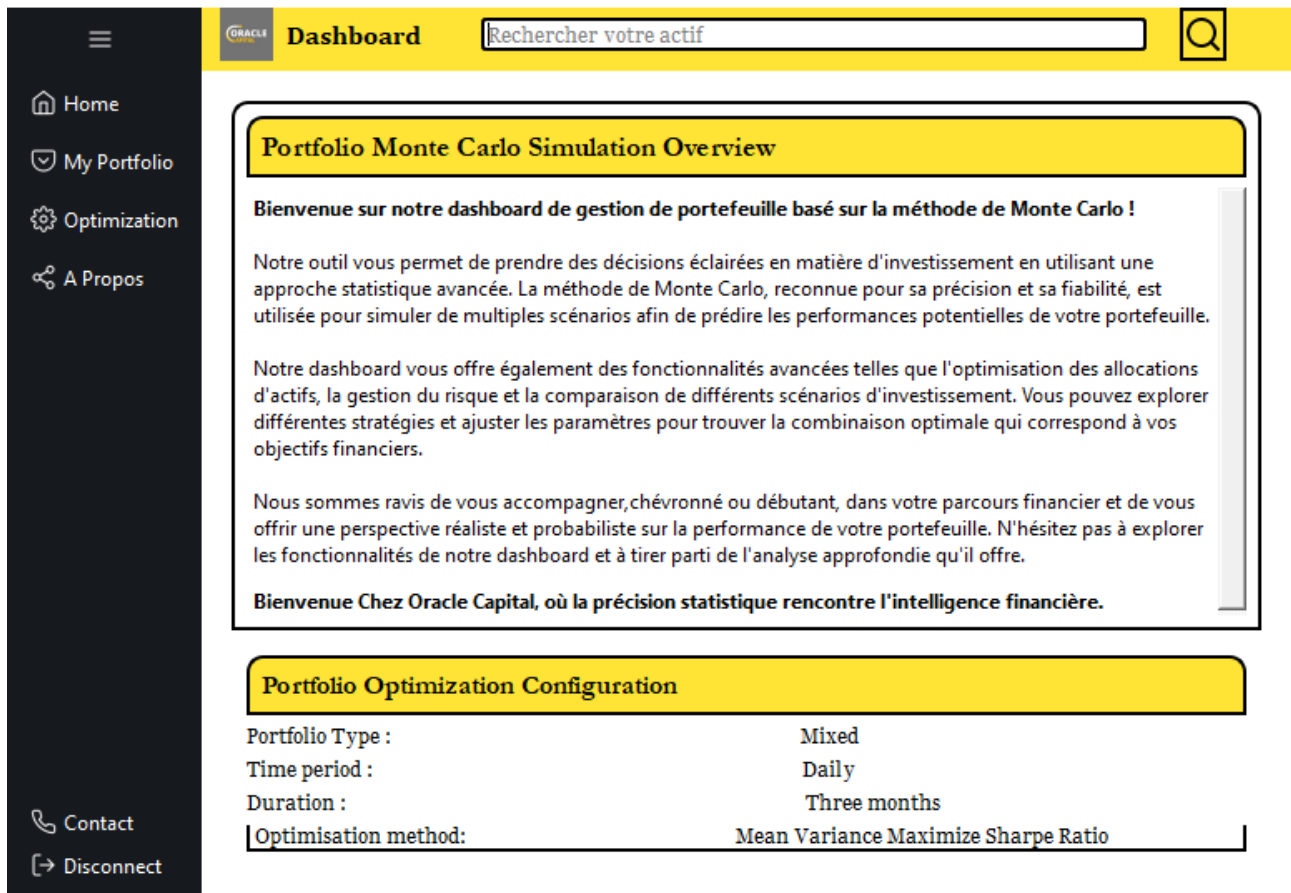 ORACLE
CAPITAL
Dashboard
Rechercher votre actif
Home
My Portfolio
Optimization
A Propos
Contact
Disconnect
Portfolio Monte Carlo Simulation Overview
Bienvenue sur notre dashboard de gestion de portefeuille basé sur la méthode de Monte Carlo !
Notre outil vous permet de prendre des décisions éclairées en matière d'investissement en utilisant une
approche statistique avancée. La méthode de Monte Carlo, reconnue pour sa précision et sa fiabilité, est
utilisée pour simuler de multiples scénarios afin de prédire les performances potentielles de votre portefeuille.
Notre dashboard vous offre également des fonctionnalités avancées telles que l'optimisation des allocations
d'actifs, la gestion du risque et la comparaison de différents scénarios d'investissement. Vous pouvez explorer
différentes stratégies et ajuster les paramètres pour trouver la combinaison optimale qui correspond à vos
objectifs financiers.
Nous sommes ravis de vous accompagner,chévronné ou débutant, dans votre parcours financier et de vous
offrir une perspective réaliste et probabiliste sur la performance de votre portefeuille. N'hésitez pas à explorer
les fonctionnalités de notre dashboard et à tirer parti de l'analyse approfondie qu'il offre.
Bienvenue Chez Oracle Capital, où la précision statistique rencontre l'intelligence financière.
Portfolio Optimization Configuration
Portfolio Type : Mixed
Time period : Daily
Duration : Three months
Optimisation method: Mean Variance Maximize Sharpe Ratio